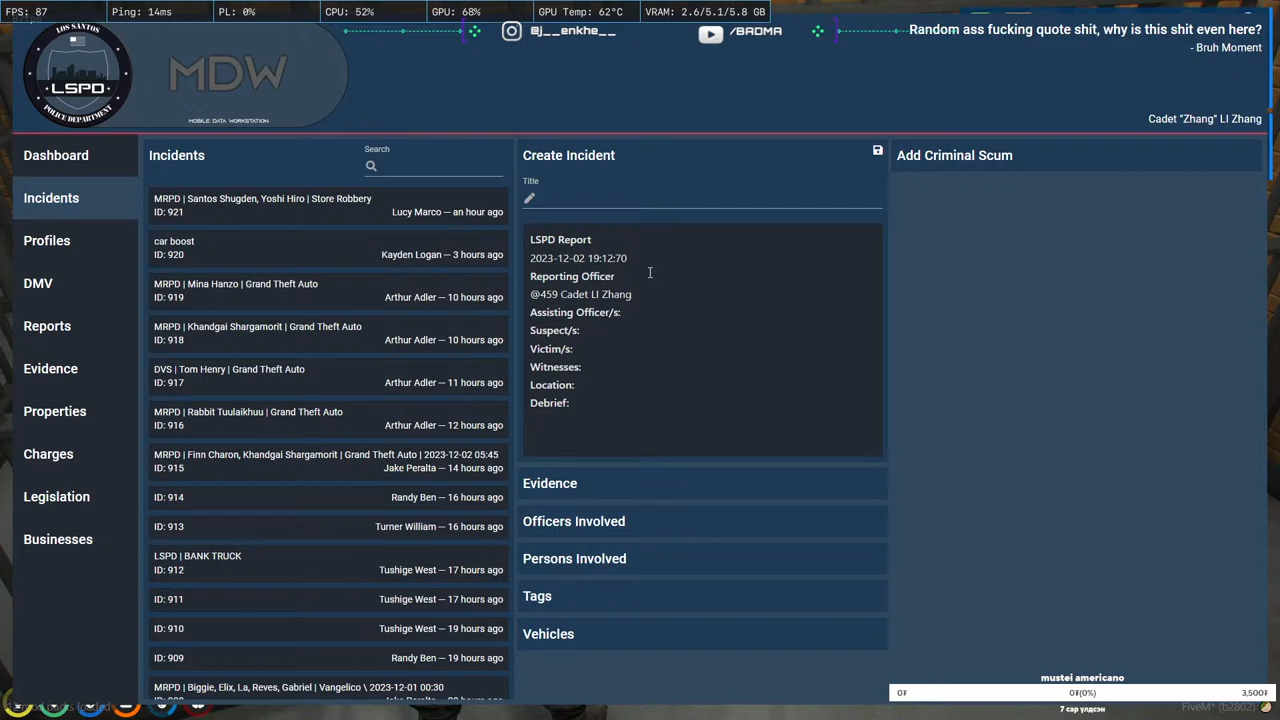 PS: 87
Ping: 14ms
PL: 0%
CPU: 52%
GPU: 68%
GPU Temp: 62°C
VRAM: 2.6/5.1/5.8 GB
LOS SANTOS
LSPD
POLICE DEPARTMENT
MDW
MOBILE DATA WORKSTATION
@j__enkhe__
/BADMA
Random ass fucking quote shit, why is this shit even here?
- Bruh Moment
Cadet "Zhang" LI Zhang
Dashboard
Incidents
Profiles
DMV
Reports
Evidence
Properties
Charges
Legislation
Businesses
Incidents
Search
MRPD | Santos Shugden, Yoshi Hiro | Store Robbery
ID: 921 Lucy Marco — an hour ago
car boost
ID: 920 Kayden Logan — 3 hours ago
MRPD | Mina Hanzo | Grand Theft Auto
ID: 919 Arthur Adler — 10 hours ago
MRPD | Khandgai Shargamorit | Grand Theft Auto
ID: 918 Arthur Adler — 10 hours ago
DVS | Tom Henry | Grand Theft Auto
ID: 917 Arthur Adler — 11 hours ago
MRPD | Rabbit Tuulaikhuu | Grand Theft Auto
ID: 916 Arthur Adler — 12 hours ago
MRPD | Finn Charon, Khandgai Shargamorit | Grand Theft Auto | 2023-12-02 05:45
ID: 915 Jake Peralta — 14 hours ago
ID: 914 Randy Ben — 16 hours ago
ID: 913 Turner William — 16 hours ago
LSPD | BANK TRUCK
ID: 912 Tushige West — 17 hours ago
ID: 911 Tushige West — 17 hours ago
ID: 910 Tushige West — 19 hours ago
ID: 909 Randy Ben — 19 hours ago
MRPD | Biggie, Elix, La, Reves, Gabriel | Vangelico \ 2023-12-01 00:30
Create Incident
Title
LSPD Report
2023-12-02 19:12:70
Reporting Officer
@459 Cadet LI Zhang
Assisting Officer/s:
Suspect/s:
Victim/s:
Witnesses:
Location:
Debrief:
Evidence
Officers Involved
Persons Involved
Tags
Vehicles
Add Criminal Scum
mustei americano
0₮ 0₮(0%) 3,500₮
7 сар үлдсэн
FiveM* (b2802)